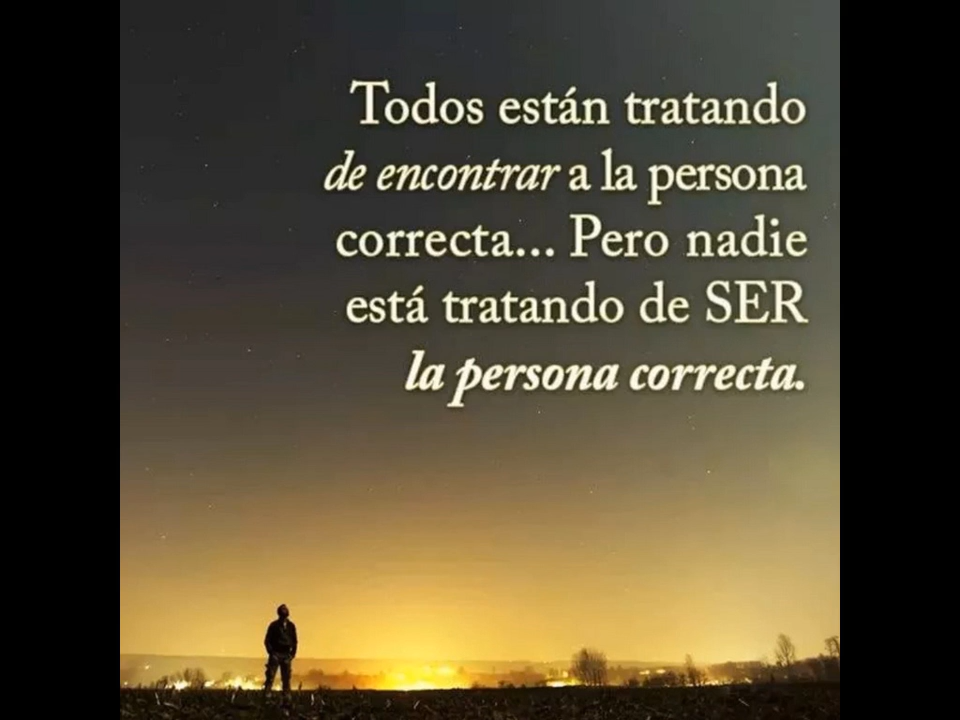 Todos están tratando
de encontrar a la persona
correcta... Pero nadie
está tratando de SER
la persona correcta.